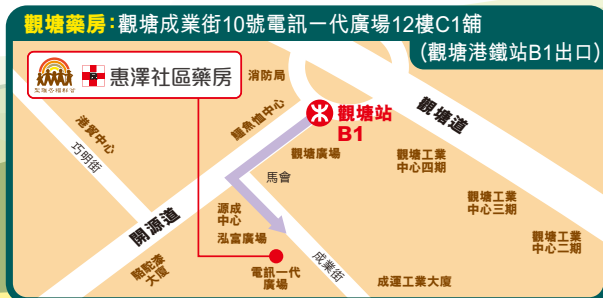 觀塘藥房：觀塘成業街10號電訊一代廣場12樓C1舖
(觀塘港鐵站B1出口)
聖雅各福群會
惠澤社區藥房
消防局
鱷魚恤中心
港貿中心
巧明街
觀塘站
B1
觀塘道
觀塘廣場
馬會
觀塘工業
中心四期
觀塘工業
中心三期
觀塘工業
中心二期
開源道
源成
中心
泓富廣場
駱駝漆
大廈
電訊一代
廣場
成業街
成運工業大廈